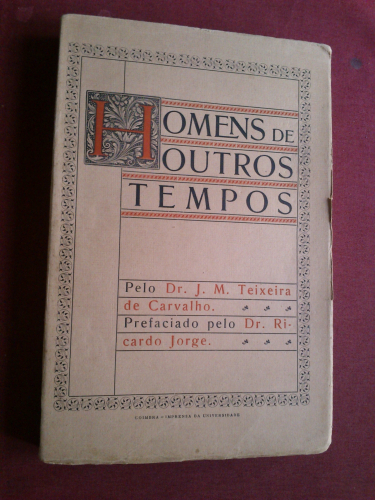 HOMENS DE
OUTROS
TEMPOS
Pelo Dr. J. M. Teixeira
de Carvalho.
Prefaciado pelo Dr. Ri-
cardo Jorge.
COIMBRA * IMPRENSA DA UNIVERSIDADE